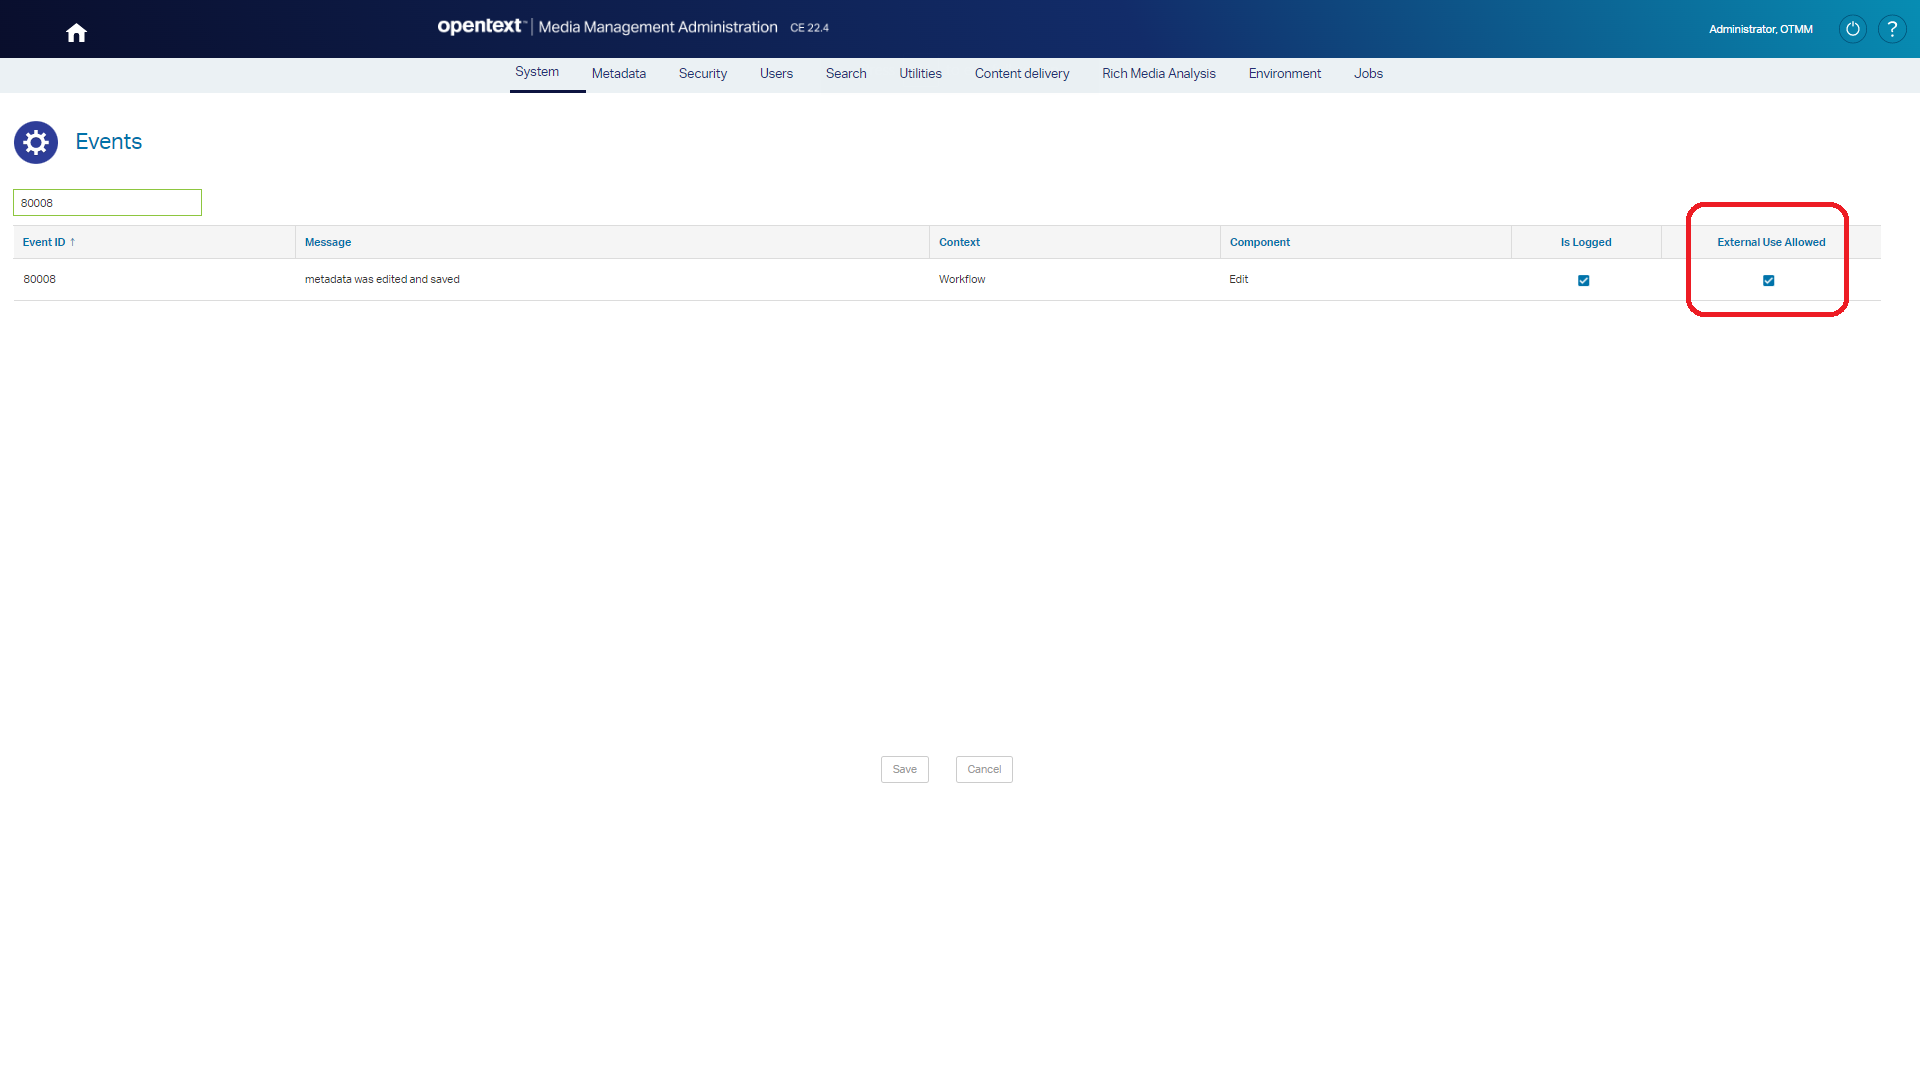 opentext™ | Media Management Administration CE 22.4
Administrator, OTMM
?
System Metadata Security Users Search Utilities Content delivery Rich Media Analysis Environment Jobs
Events
80008
Event ID ↑ Message Context Component Is Logged External Use Allowed
80008 metadata was edited and saved Workflow Edit
Save Cancel